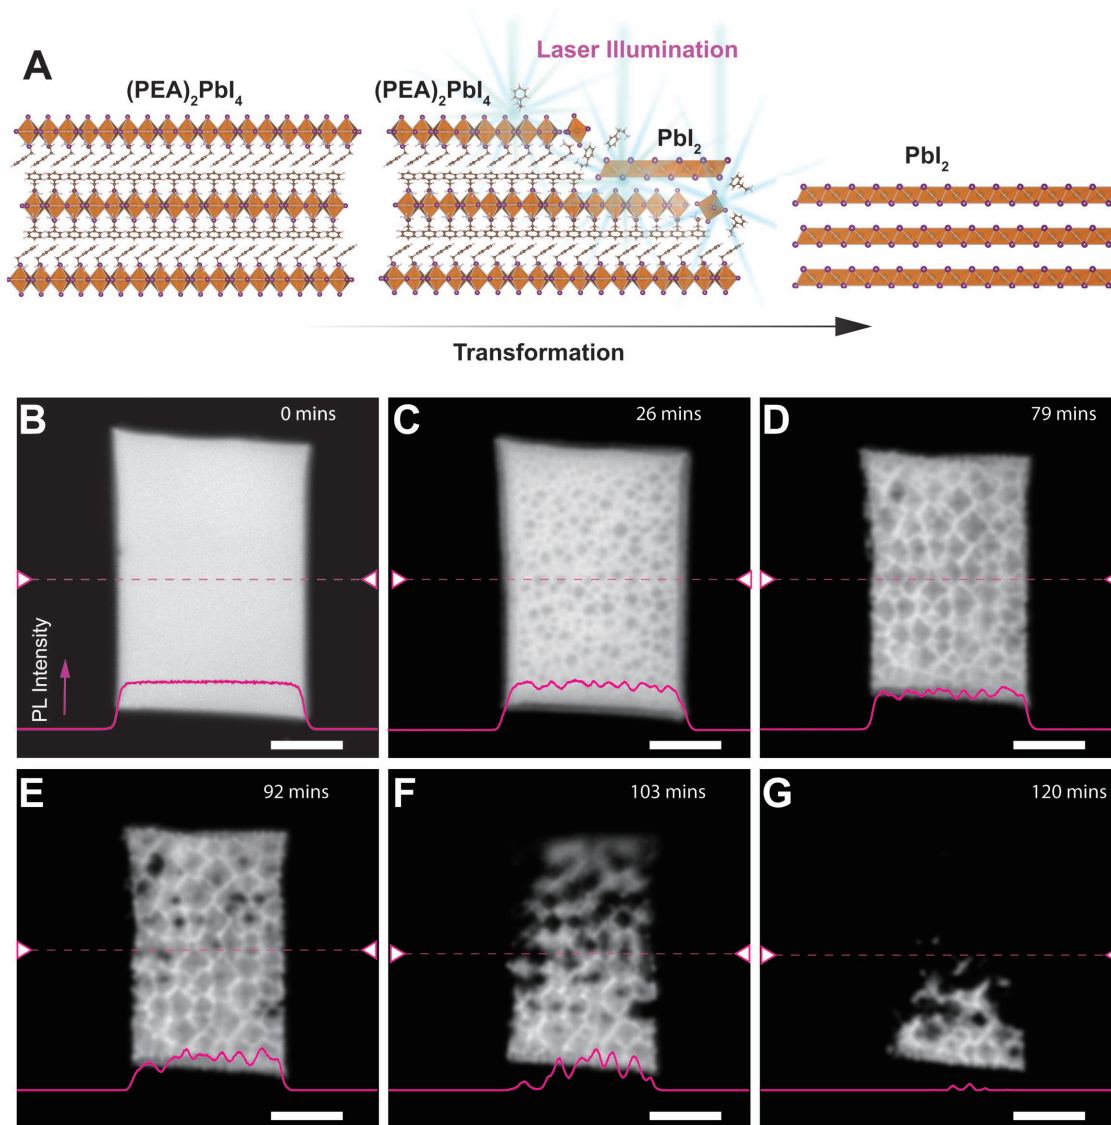 A
Laser Illumination
(PEA)₂PbI₄
(PEA)₂PbI₄
PbI₂
PbI₂
Transformation
B
0 mins
PL Intensity
C
26 mins
D
79 mins
E
92 mins
F
103 mins
G
120 mins